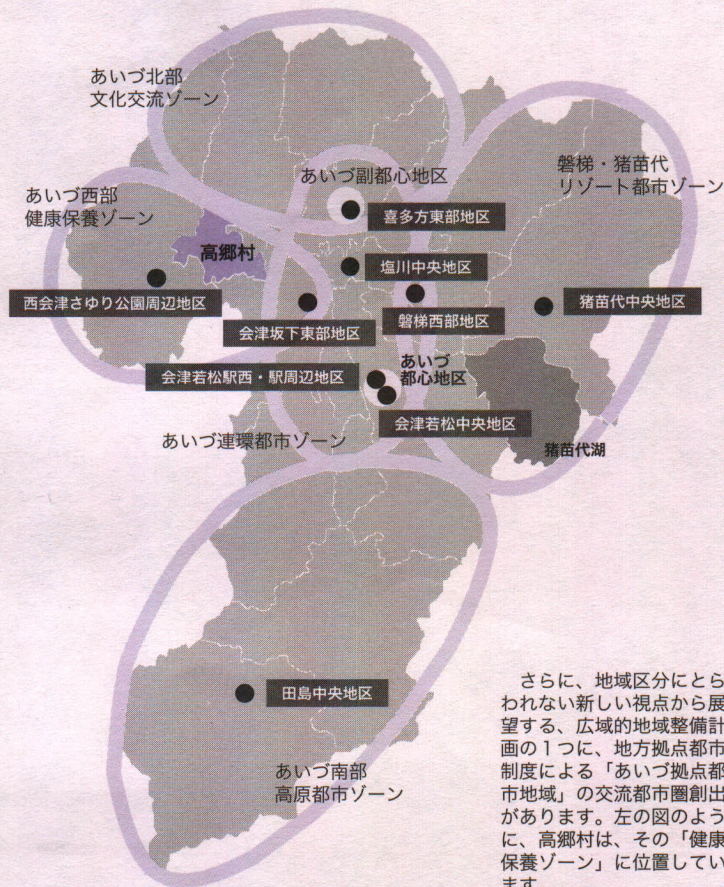 あいづ北部
文化交流ゾーン
磐梯・猪苗代
リゾート都市ゾーン
あいづ副都心地区
あいづ西部
健康保養ゾーン
喜多方東部地区
高郷村
塩川中央地区
西会津さゆり公園周辺地区
会津坂下東部地区
磐梯西部地区
猪苗代中央地区
あいづ
都心地区
会津若松駅西・駅周辺地区
会津若松中央地区
あいづ連環都市ゾーン
猪苗代湖
田島中央地区
あいづ南部
高原都市ゾーン
さらに、地域区分にとら
われない新しい視点から展
望する、広域的地域整備計
画の1つに、地方拠点都市
制度による「あいづ拠点都
市地域」の交流都市圏創出
があります。左の図のよう
に、高郷村は、その「健康
保養ゾーン」に位置してい
ます